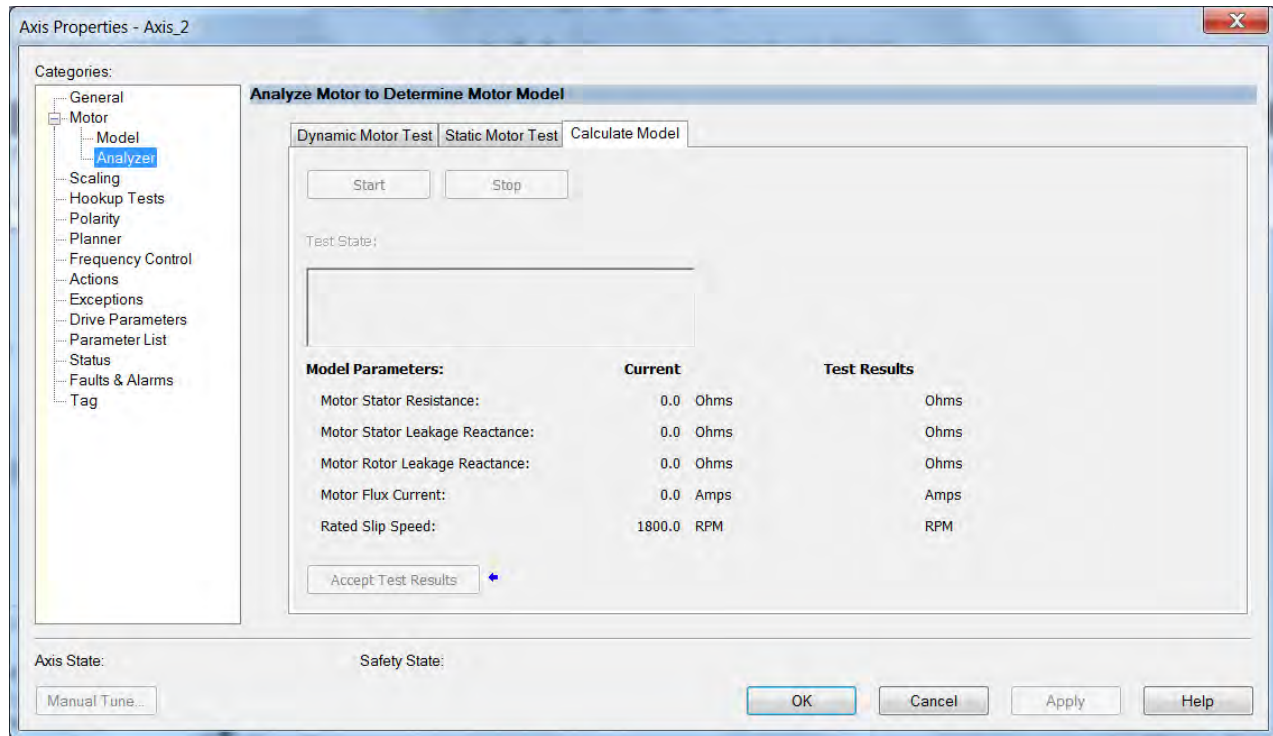 Axis Properties - Axis_2
X
Categories:
General
Motor
Model
Analyzer
Scaling
Hookup Tests
Polarity
Planner
Frequency Control
Actions
Exceptions
Drive Parameters
Parameter List
Status
Faults & Alarms
Tag
Analyze Motor to Determine Motor Model
Dynamic Motor Test Static Motor Test Calculate Model
Start Stop
Test State:
Model Parameters: Current Test Results
Motor Stator Resistance: 0.0 Ohms Ohms
Motor Stator Leakage Reactance: 0.0 Ohms Ohms
Motor Rotor Leakage Reactance: 0.0 Ohms Ohms
Motor Flux Current: 0.0 Amps Amps
Rated Slip Speed: 1800.0 RPM RPM
Accept Test Results
Axis State: Safety State:
Manual Tune... OK Cancel Apply Help